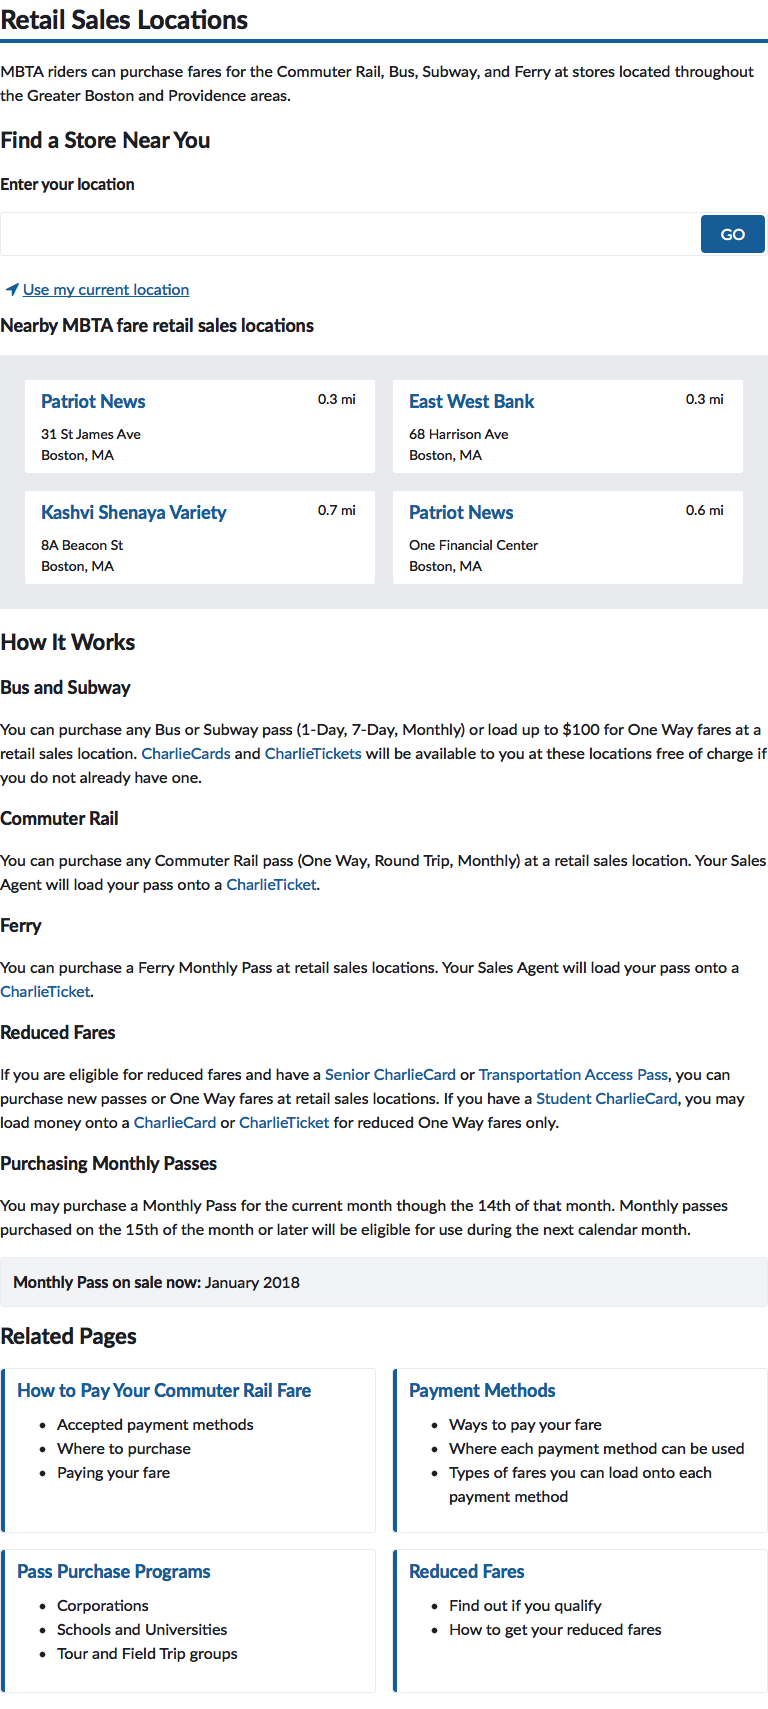 Retail Sales Locations
MBTA riders can purchase fares for the Commuter Rail, Bus, Subway, and Ferry at stores located throughout
the Greater Boston and Providence areas.
Find a Store Near You
Enter your location
GO
Use my current location
Nearby MBTA fare retail sales locations
Patriot News 0.3 mi
31 St James Ave
Boston, MA
East West Bank 0.3 mi
68 Harrison Ave
Boston, MA
Kashvi Shenaya Variety 0.7 mi
8A Beacon St
Boston, MA
Patriot News 0.6 mi
One Financial Center
Boston, MA
How It Works
Bus and Subway
You can purchase any Bus or Subway pass (1-Day, 7-Day, Monthly) or load up to $100 for One Way fares at a
retail sales location. CharlieCards and CharlieTickets will be available to you at these locations free of charge if
you do not already have one.
Commuter Rail
You can purchase any Commuter Rail pass (One Way, Round Trip, Monthly) at a retail sales location. Your Sales
Agent will load your pass onto a CharlieTicket.
Ferry
You can purchase a Ferry Monthly Pass at retail sales locations. Your Sales Agent will load your pass onto a
CharlieTicket.
Reduced Fares
If you are eligible for reduced fares and have a Senior CharlieCard or Transportation Access Pass, you can
purchase new passes or One Way fares at retail sales locations. If you have a Student CharlieCard, you may
load money onto a CharlieCard or CharlieTicket for reduced One Way fares only.
Purchasing Monthly Passes
You may purchase a Monthly Pass for the current month though the 14th of that month. Monthly passes
purchased on the 15th of the month or later will be eligible for use during the next calendar month.
Monthly Pass on sale now: January 2018
Related Pages
How to Pay Your Commuter Rail Fare
• Accepted payment methods
• Where to purchase
• Paying your fare
Payment Methods
• Ways to pay your fare
• Where each payment method can be used
• Types of fares you can load onto each
payment method
Pass Purchase Programs
• Corporations
• Schools and Universities
• Tour and Field Trip groups
Reduced Fares
• Find out if you qualify
• How to get your reduced fares